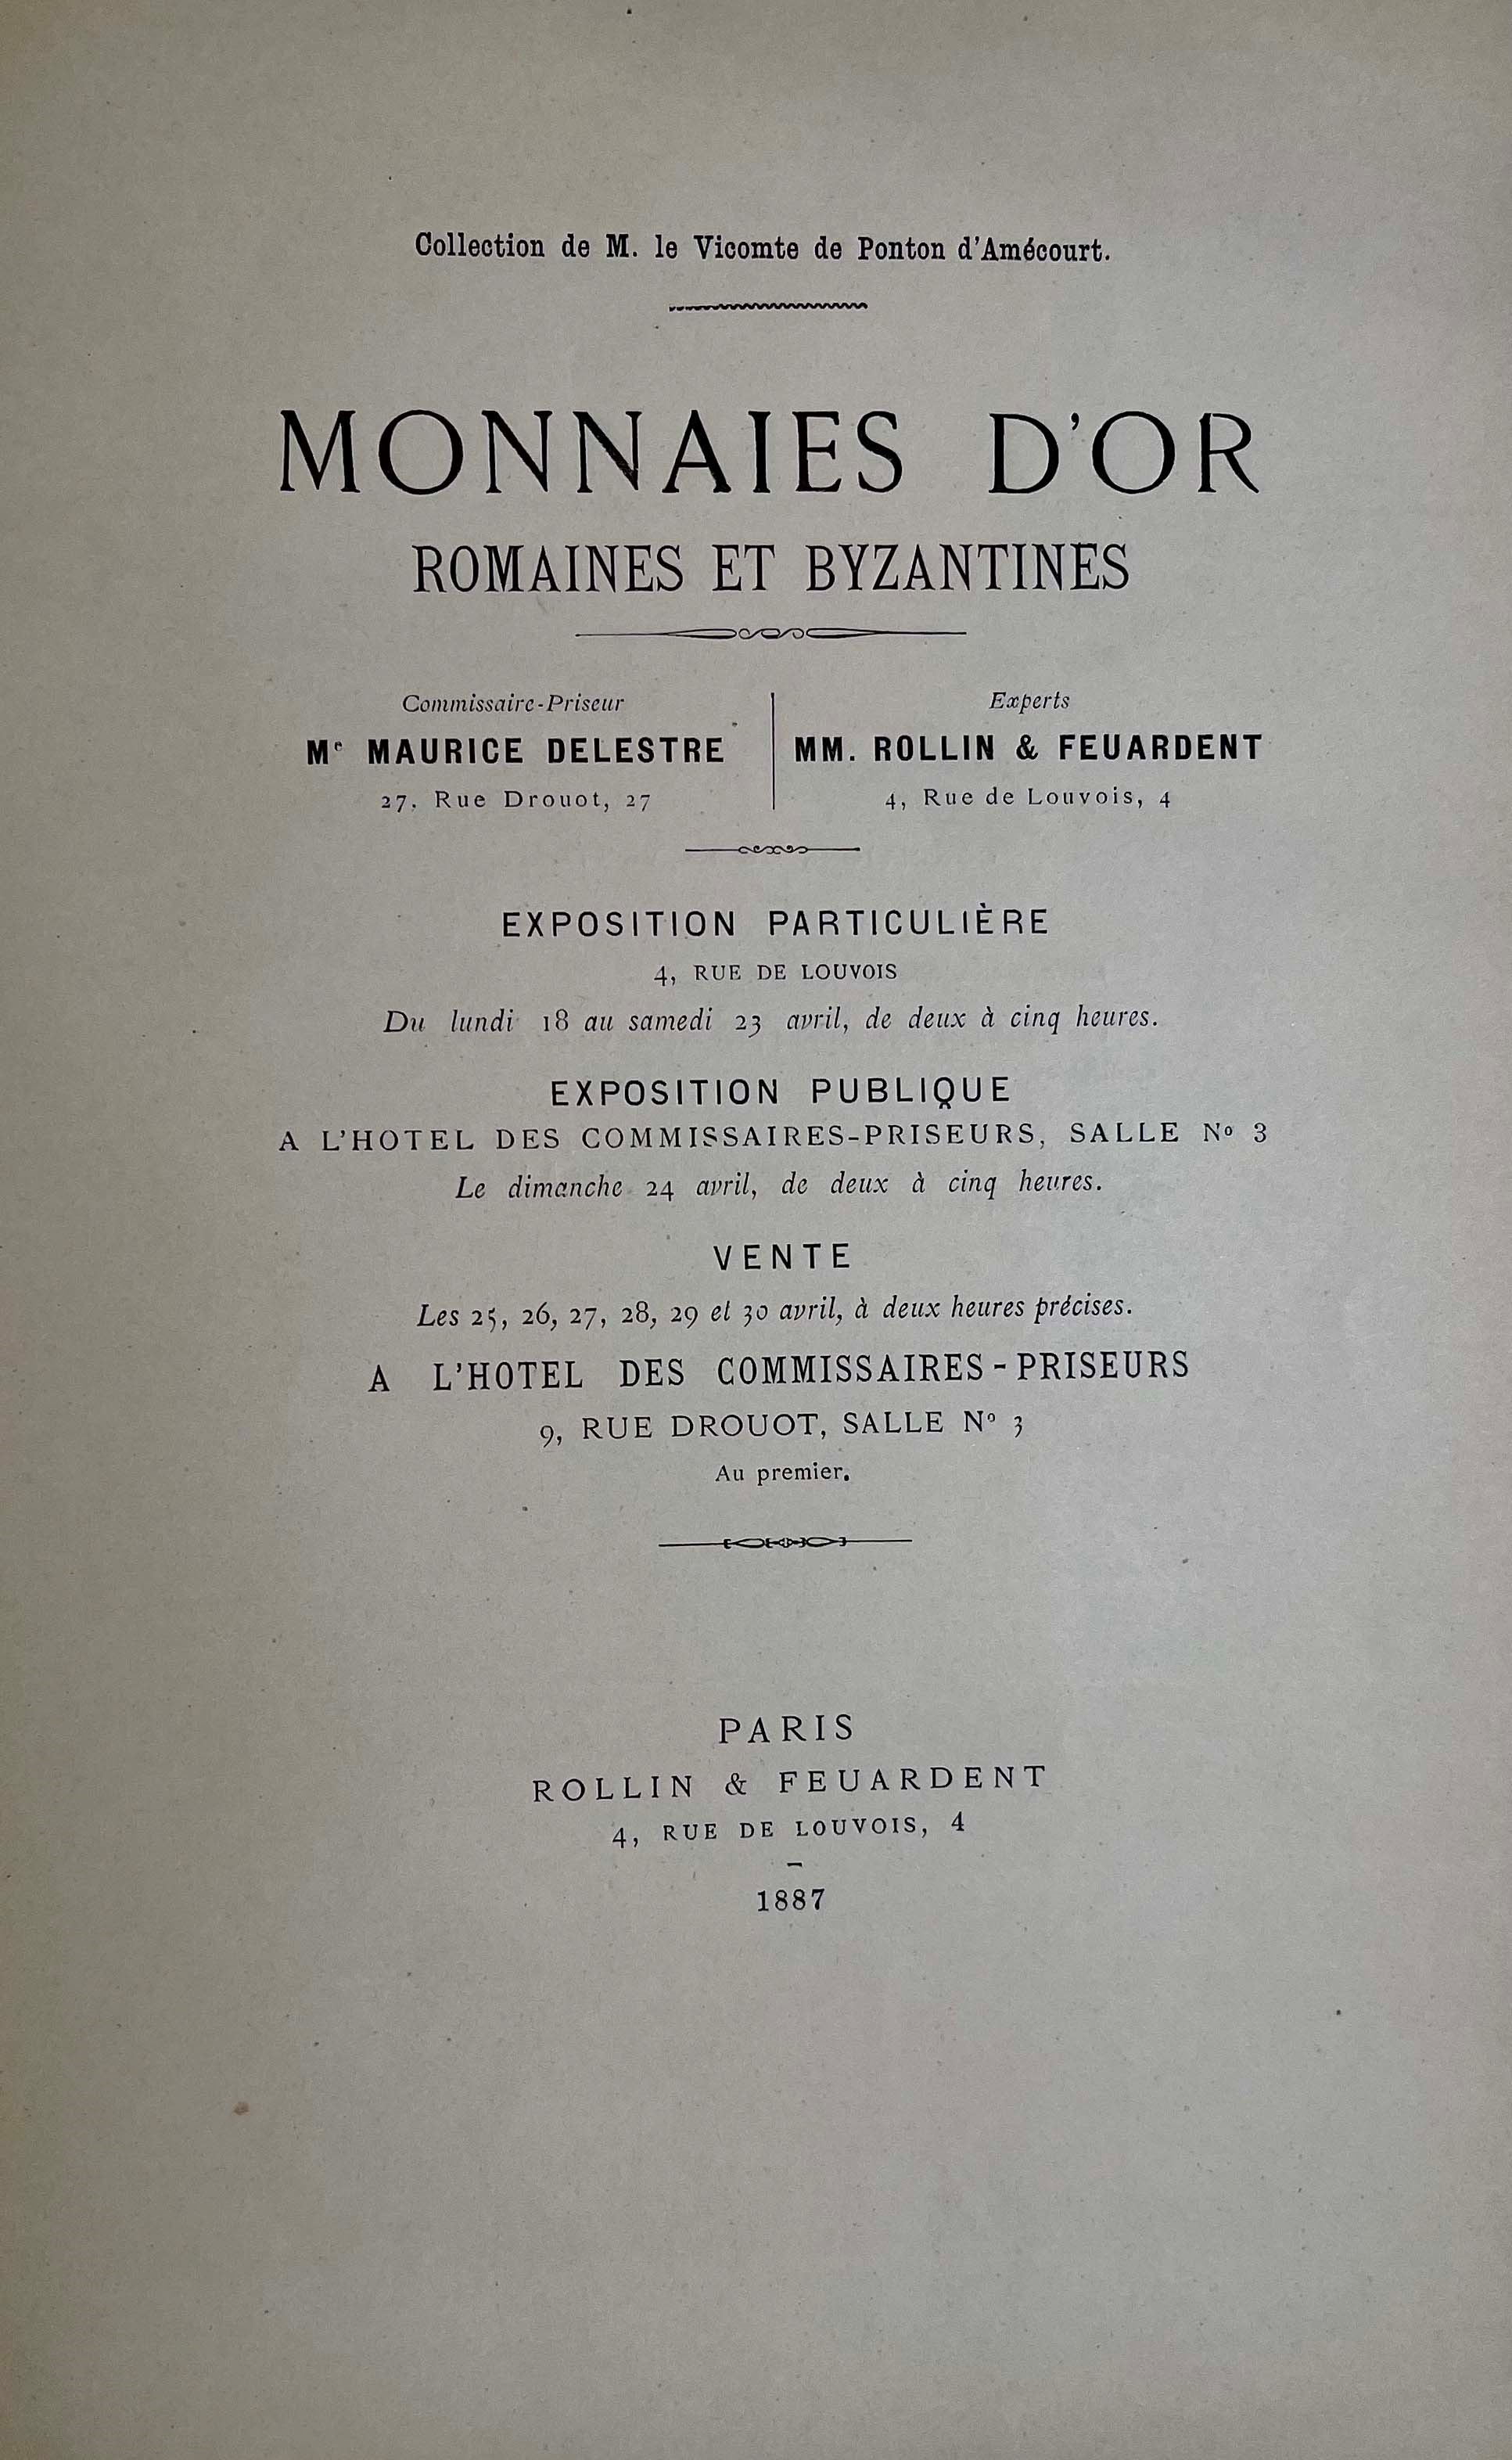 Collection de M. le Vicomte de Ponton d'Amécourt.
MONNAIES D'OR
ROMAINES ET BYZANTINES
Commissaire-Priseur
Me MAURICE DELESTRE
27, Rue Drouot, 27
Experts
MM. ROLLIN & FEUARDENT
4, Rue de Louvois, 4
EXPOSITION PARTICULIÈRE
4, RUE DE LOUVOIS
Du lundi 18 au samedi 23 avril, de deux à cinq heures.
EXPOSITION PUBLIQUE
A L'HOTEL DES COMMISSAIRES-PRISEURS, SALLE No 3
Le dimanche 24 avril, de deux à cinq heures.
VENTE
Les 25, 26, 27, 28, 29 et 30 avril, à deux heures précises.
A L'HOTEL DES COMMISSAIRES-PRISEURS
9, RUE DROUOT, SALLE No 3
Au premier.
PARIS
ROLLIN & FEUARDENT
4, RUE DE LOUVOIS, 4
1887